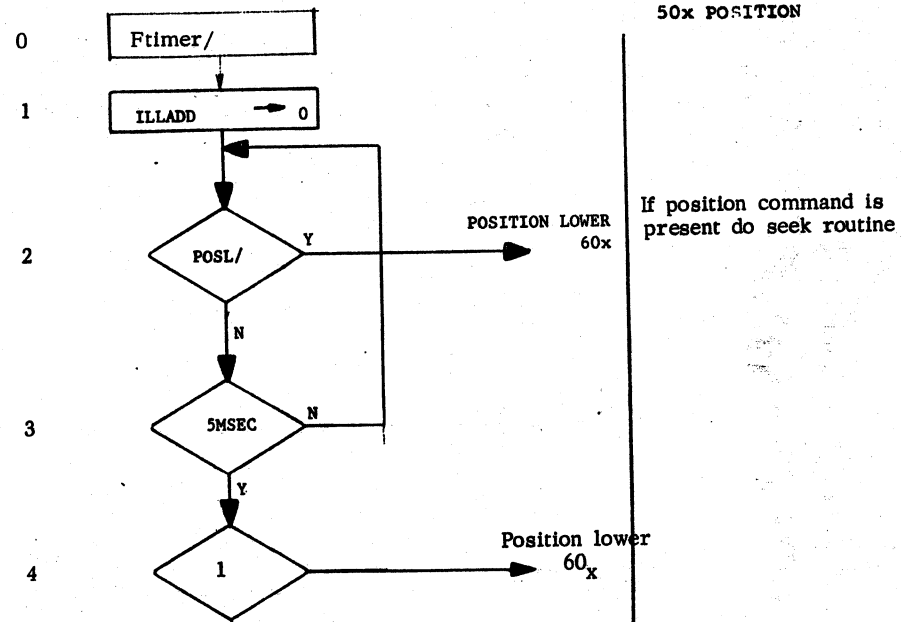 50x POSITION
0
Ftimer/
1
ILLADD → 0
2
POSL/
Y
POSITION LOWER
60x
If position command is
present do seek routine
N
3
5MSEC
N
Y
4
1
Position lower
60x